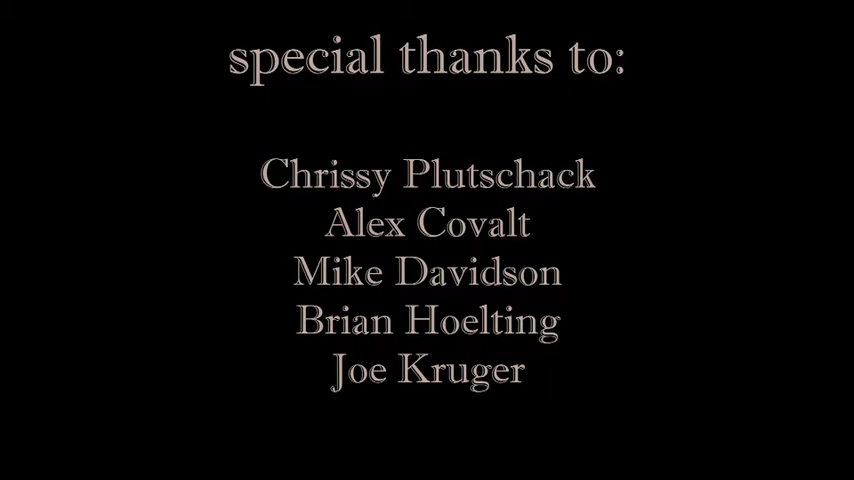 special thanks to:
Chrissy Plutschack
Alex Covalt
Mike Davidson
Brian Hoelting
Joe Kruger